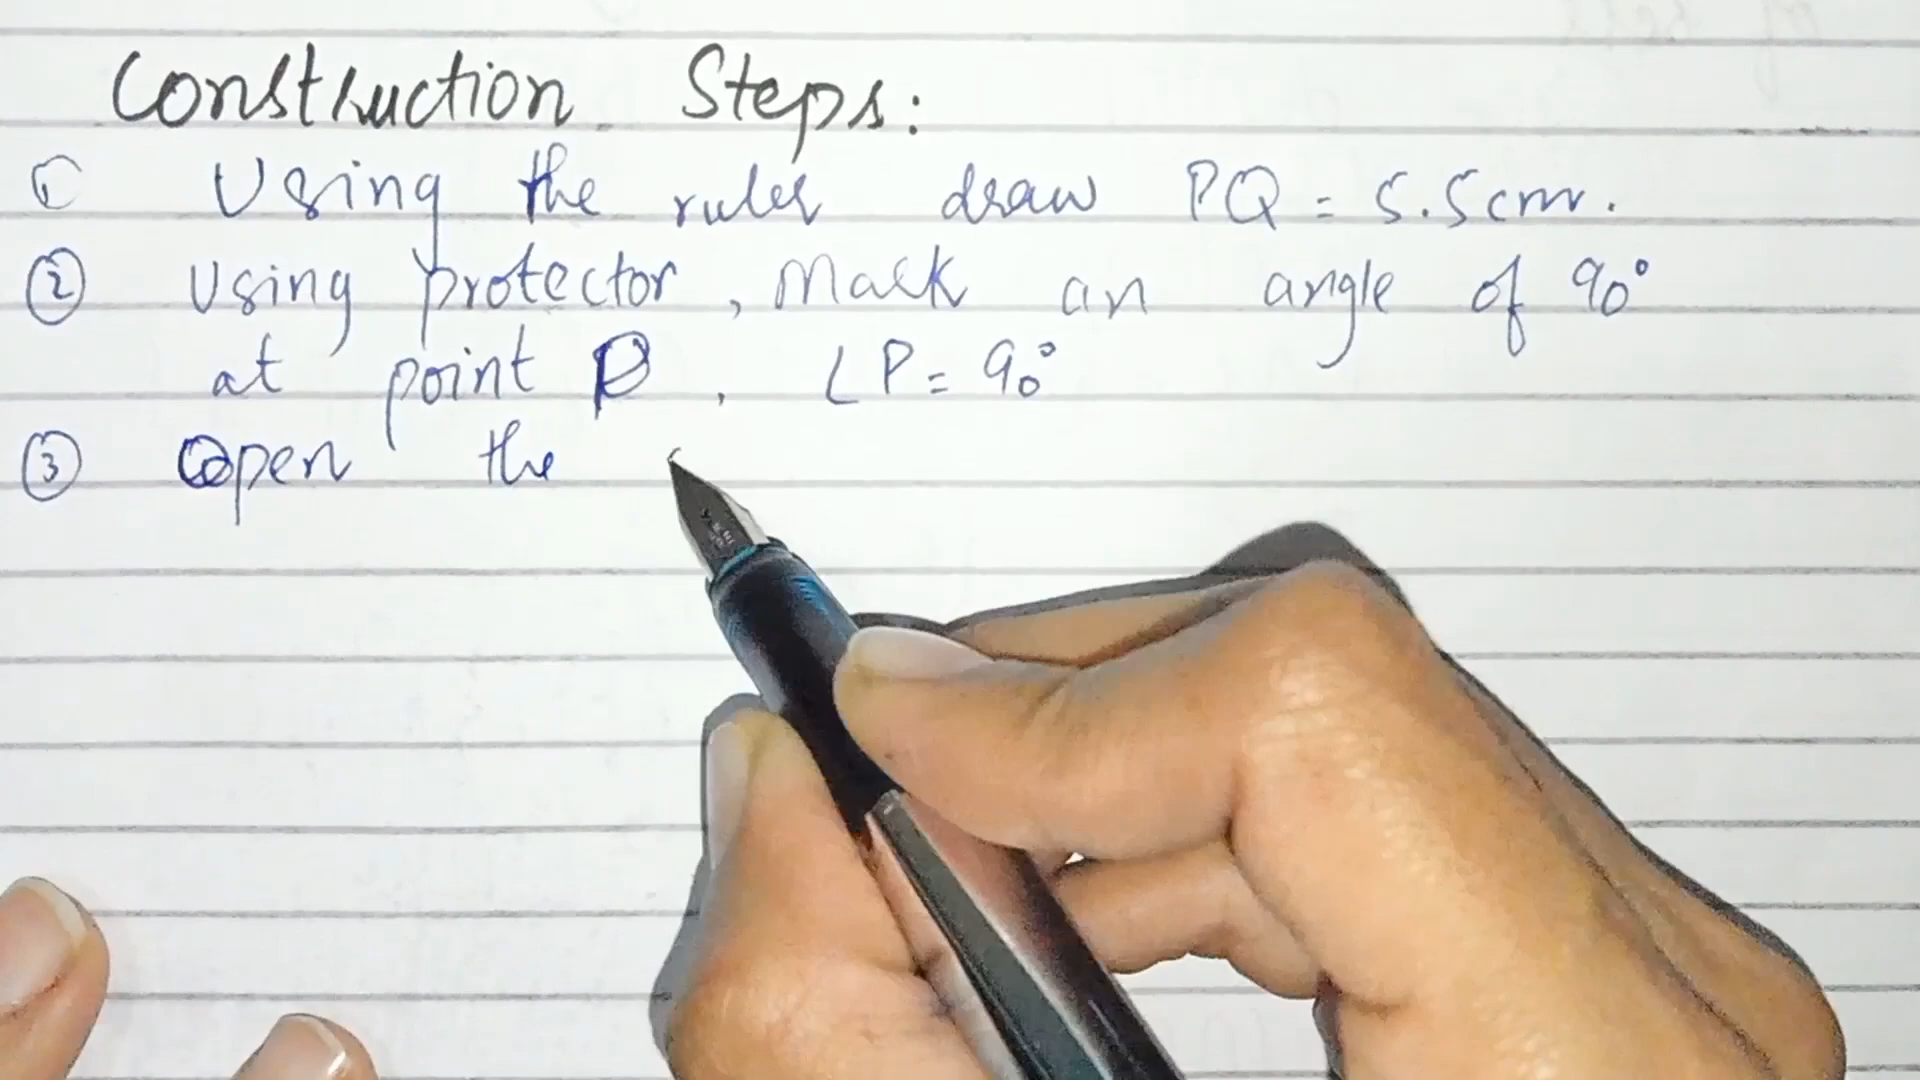 Construction Steps:
① Using the ruler draw PQ = 5.5cm.
② Using protector, Mark an angle of 90°
at point P, ∠P = 90°
③ Open the